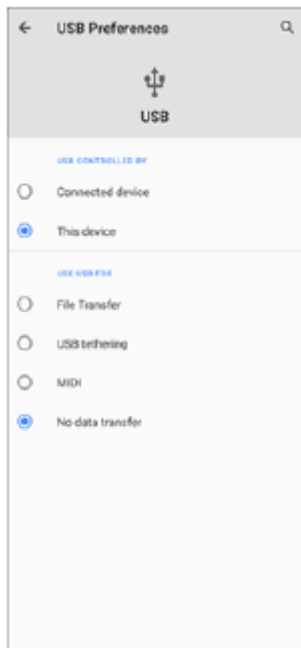 USB Preferences
USB
USB CONTROLLED BY
Connected device
This device
USE USB FOR
File Transfer
USB tethering
MIDI
No data transfer